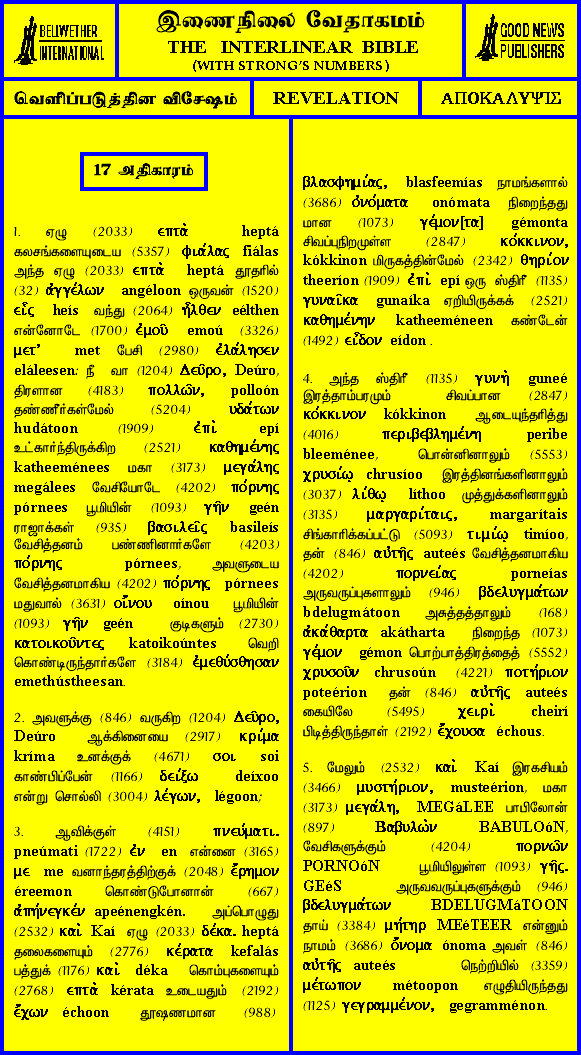 BELIWETHER
INTERNATIONAL
இணைநிலை வேதாகமம்
THE INTERLINEAR BIBLE
(WITH STRONG'S NUMBERS)
GOOD NEWS
PUBLISHERS
வெளிப்படுத்தின விசேஷம்
REVELATION
ΑΠΟΚΑΛΥΨΙΣ
17 அதிகாரம்
1. ஏழு (2033) επτὰ heptá
கலசங்களையுடைய (5357) φιάλας fiálas
அந்த ஏழு (2033) επτὰ heptá தூதரில்
(32) ἀγγέλων angéloon ஒருவன் (1520)
εἷς heís வந்து (2064) ἦλθεν eélthen
என்னோடே (1700) ἐμοῦ emoú (3326)
μετ' met பேசி (2980) ἐλάλησεν
eláleesen: நீ வா (1204) Δεῦρο, Deúro,
திரளான (4183) πολλῶν, polloón
தண்ணீர்கள்மேல் (5204) υδάτων
hudátoon (1909) ἐπὶ epí
உட்கார்ந்திருக்கிற (2521) καθημένης
katheeménees மகா (3173) μεγάλης
megálees வேசியோடே (4202) πόρνης
pórnees பூமியின் (1093) γῆν geén
ராஜாக்கள் (935) βασιλεῖς basileís
வேசித்தனம் பண்ணினார்களே (4203)
πόρνης pórnees, அவளுடைய
வேசித்தனமாகிய (4202) πόρνης pórnees
மதுவால் (3631) οἴνου oínou பூமியின்
(1093) γῆν geén குடிகளும் (2730)
κατοικοῦντες katoikoúntes வெறி
கொண்டிருந்தார்களே (3184) ἐμεθύσθησαν
emethústheesan.
2. அவளுக்கு (846) வருகிற (1204) Δεῦρο,
Deúro ஆக்கினையை (2917) κρίμα
kríma உனக்குக் (4671) σοι soi
காண்பிப்பேன் (1166) δείξω deíxoo
என்று சொல்லி (3004) λέγων, légoon;
3. ஆவிக்குள் (4151) πνεύματι.
pneúmati (1722) ἐν en என்னை (3165)
με me வனாந்தரத்திற்குக் (2048) ἔρημον
éreemon கொண்டுபோனான் (667)
ἀπήνεγκέν apeénengkén. அப்பொழுது
(2532) καὶ Kaí ஏழு (2033) δέκα. heptá
தலைகளையும் (2776) κέρατα kefalás
பத்துக் (1176) καὶ déka கொம்புகளையும்
(2768) επτὰ kérata உடையதும் (2192)
ἔχων échoon தூஷணமான (988)
βλασφημίας, blasfeemías நாமங்களால்
(3686) ὀνόματα onómata நிறைந்தது
மான (1073) γέμον[τα] gémonta
சிவப்புநிறமுள்ள (2847) κόκκινον,
kókkinon மிருகத்தின்மேல் (2342) θηρίον
theeríon (1909) ἐπὶ epí ஒரு ஸ்திரீ (1135)
γυναῖκα gunaíka ஏறியிருக்கக் (2521)
καθημένην katheeméneen கண்டேன்
(1492) εἶδον eídon .
4. அந்த ஸ்திரீ (1135) γυνὴ guneé
இரத்தாம்பரமும் சிவப்பான (2847)
κόκκινον kókkinon ஆடையுந்தரித்து
(4016) περιβεβλημένη peribe
bleeménee, பொன்னினாலும் (5553)
χρυσίῳ chrusíoo இரத்தினங்களினாலும்
(3037) λίθῳ líthoo முத்துக்களினாலும்
(3135) μαργαρίταις, margarítais
சிங்காரிக்கப்பட்டு (5093) τιμίῳ timíoo,
தன் (846) αὐτῆς auteés வேசித்தனமாகிய
(4202) πορνείας porneías
அருவருப்புகளாலும் (946) βδελυγμάτων
bdelugmátoon அசுத்தத்தாலும் (168)
ἀκάθαρτα akátharta நிறைந்த (1073)
γέμον gémon பொற்பாத்திரத்தைத் (5552)
χρυσοῦν chrusoún (4221) ποτήριον
poteérion தன் (846) αὐτῆς auteés
கையிலே (5495) χειρὶ cheirí
பிடித்திருந்தாள் (2192) ἔχουσα échous.
5. மேலும் (2532) καὶ Kaí இரகசியம்
(3466) μυστήριον, musteérion, மகா
(3173) μεγάλη, MEGáLEE பாபிலோன்
(897) Βαβυλὼν BABULOóN,
வேசிகளுக்கும் (4204) πορνῶν
PORNOóN பூமியிலுள்ள (1093) γῆς.
GEéS அருவருப்புகளுக்கும் (946)
βδελυγμάτων BDELUGMáTOON
தாய் (3384) μήτηρ MEéTEER என்னும்
நாமம் (3686) ὄνομα ónoma அவள் (846)
αὐτῆς auteés நெற்றியில் (3359)
μέτωπον métoopon எழுதியிருந்தது
(1125) γεγραμμένον, gegramménon.